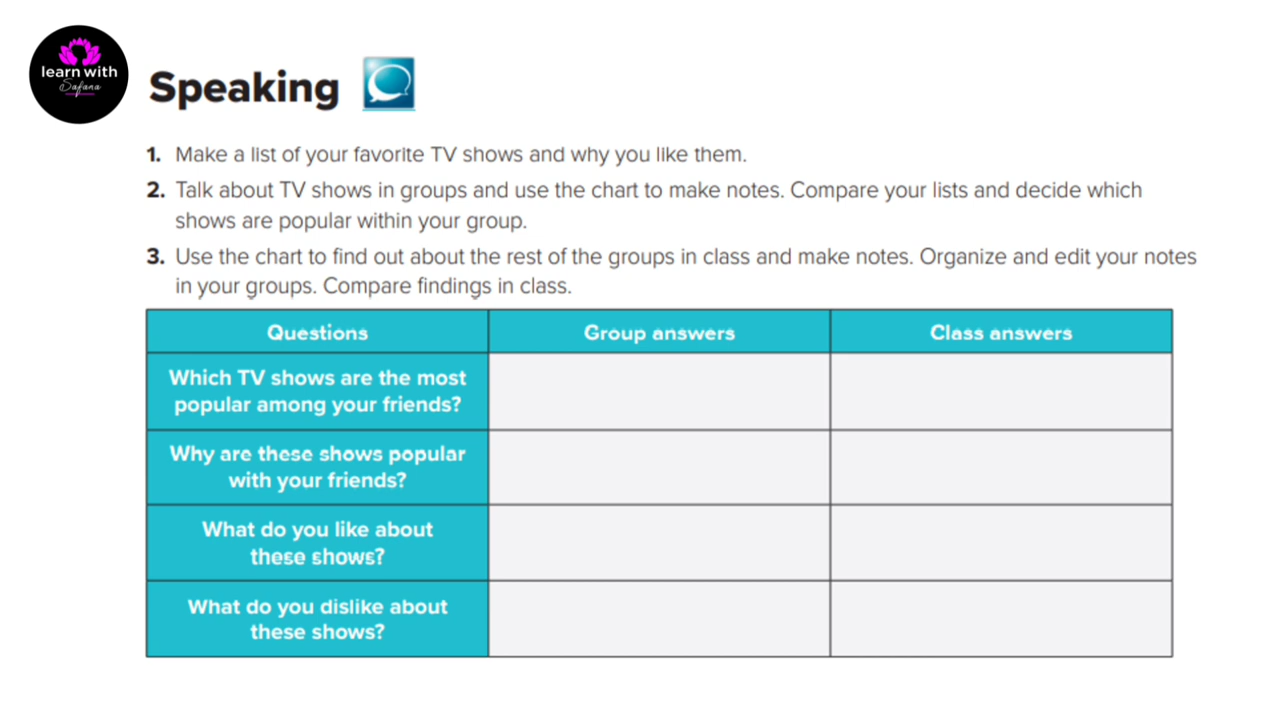 learn with
Safana
Speaking
1. Make a list of your favorite TV shows and why you like them.
2. Talk about TV shows in groups and use the chart to make notes. Compare your lists and decide which
shows are popular within your group.
3. Use the chart to find out about the rest of the groups in class and make notes. Organize and edit your notes
in your groups. Compare findings in class.
Questions
Group answers
Class answers
Which TV shows are the most
popular among your friends?
Why are these shows popular
with your friends?
What do you like about
these shows?
What do you dislike about
these shows?